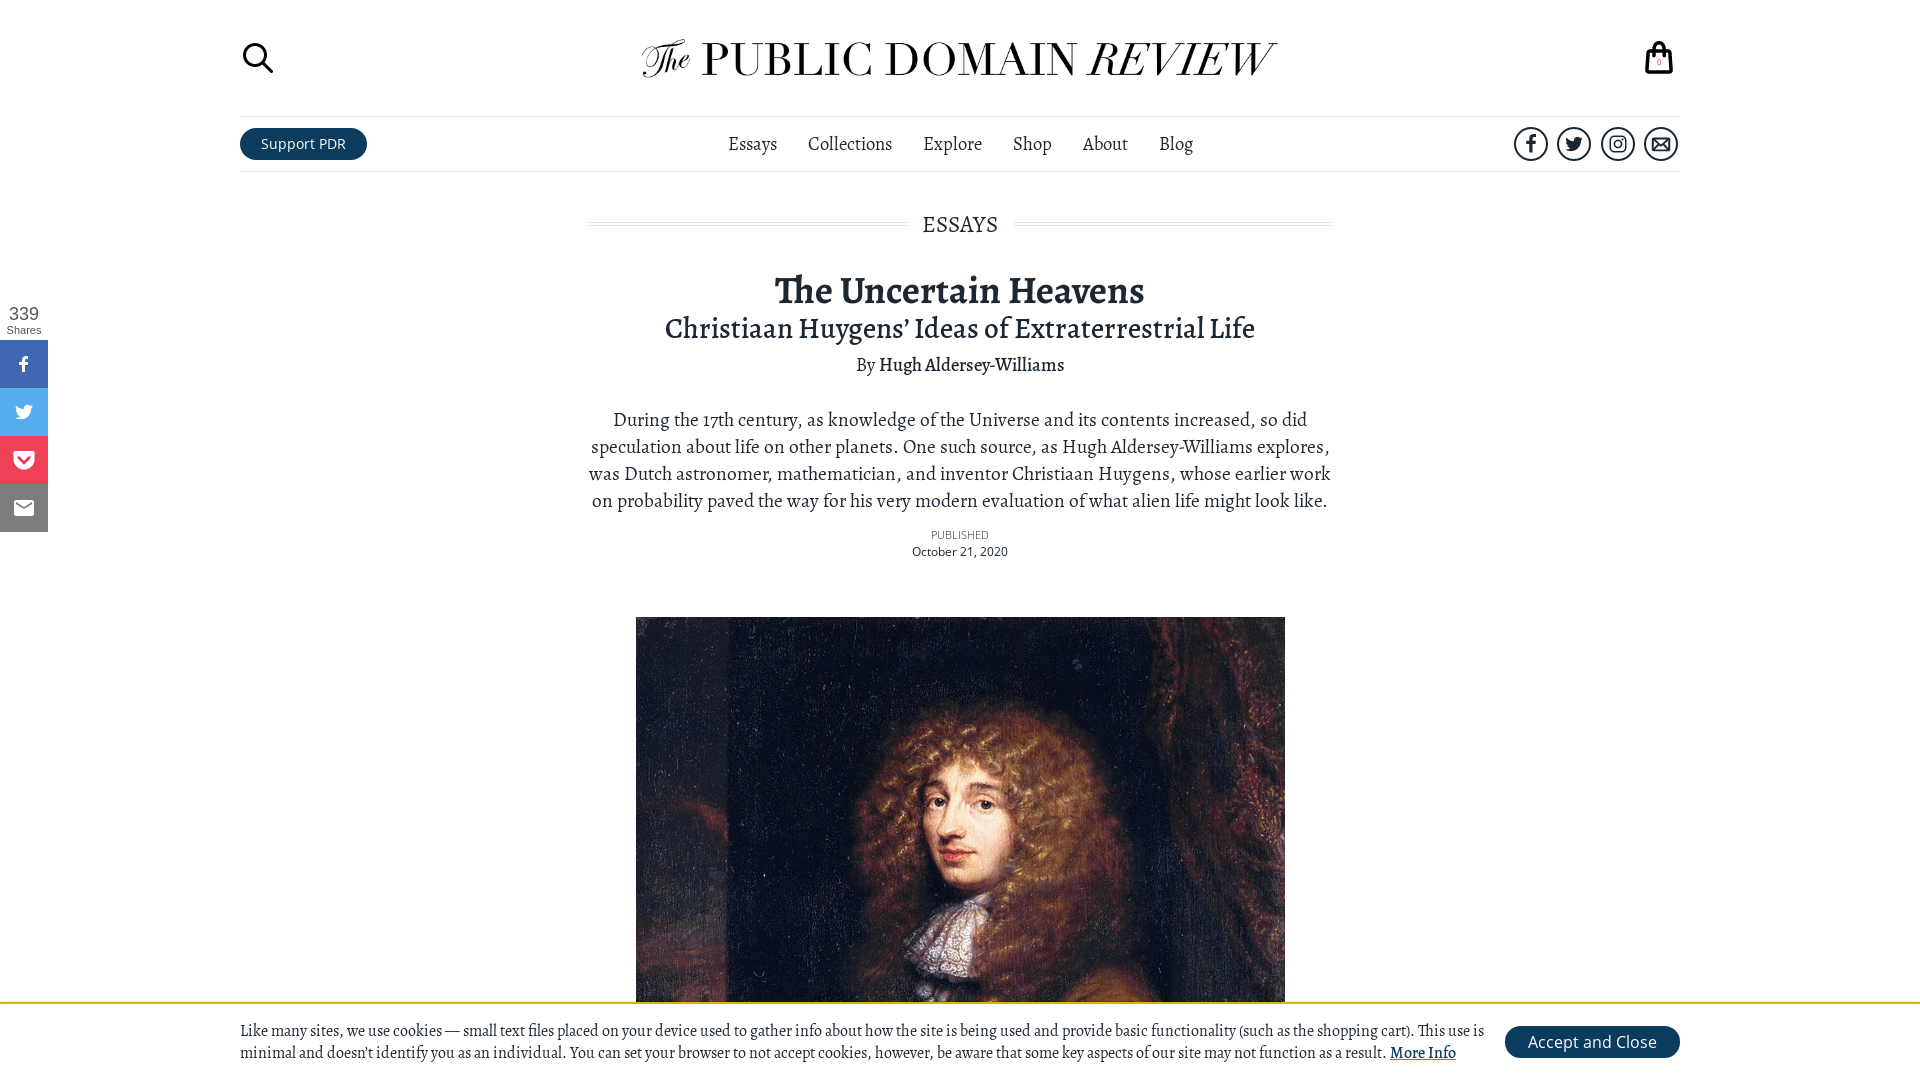 The PUBLIC DOMAIN REVIEW
0
Support PDR
Essays
Collections
Explore
Shop
About
Blog
ESSAYS
The Uncertain Heavens
Christiaan Huygens’ Ideas of Extraterrestrial Life
By Hugh Aldersey-Williams
339
Shares
During the 17th century, as knowledge of the Universe and its contents increased, so did
speculation about life on other planets. One such source, as Hugh Aldersey-Williams explores,
was Dutch astronomer, mathematician, and inventor Christiaan Huygens, whose earlier work
on probability paved the way for his very modern evaluation of what alien life might look like.
PUBLISHED
October 21, 2020
Like many sites, we use cookies — small text files placed on your device used to gather info about how the site is being used and provide basic functionality (such as the shopping cart). This use is
minimal and doesn’t identify you as an individual. You can set your browser to not accept cookies, however, be aware that some key aspects of our site may not function as a result. More Info
Accept and Close